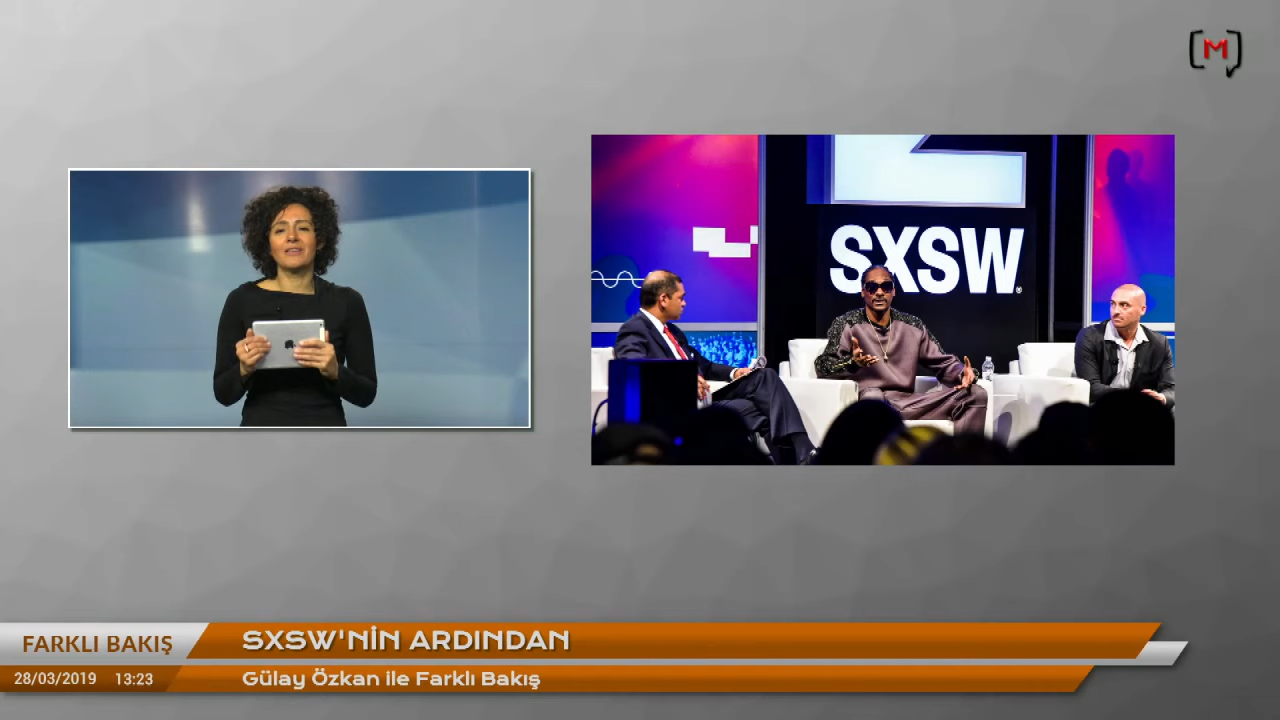 M
SXSW
FARKLI BAKIŞ
SXSW'NİN ARDINDAN
28/03/2019 13:23
Gülay Özkan ile Farklı Bakış